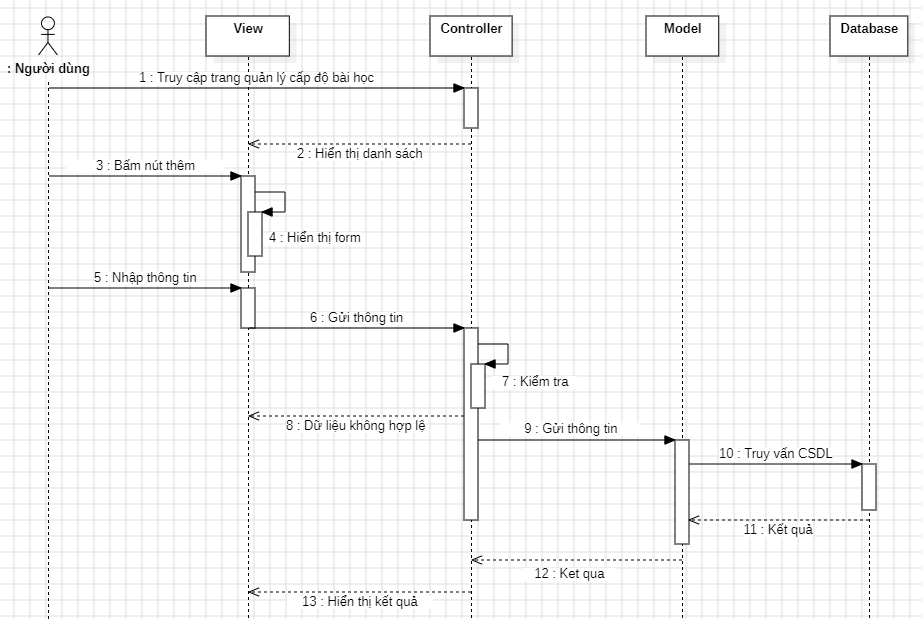 View
Controller
Model
Database
: Người dùng
1 : Truy cập trang quản lý cấp độ bài học
2 : Hiển thị danh sách
3 : Bấm nút thêm
4 : Hiển thị form
5 : Nhập thông tin
6 : Gửi thông tin
7 : Kiểm tra
8 : Dữ liệu không hợp lệ
9 : Gửi thông tin
10 : Truy vấn CSDL
11 : Kết quả
12 : Ket qua
13 : Hiển thị kết quả